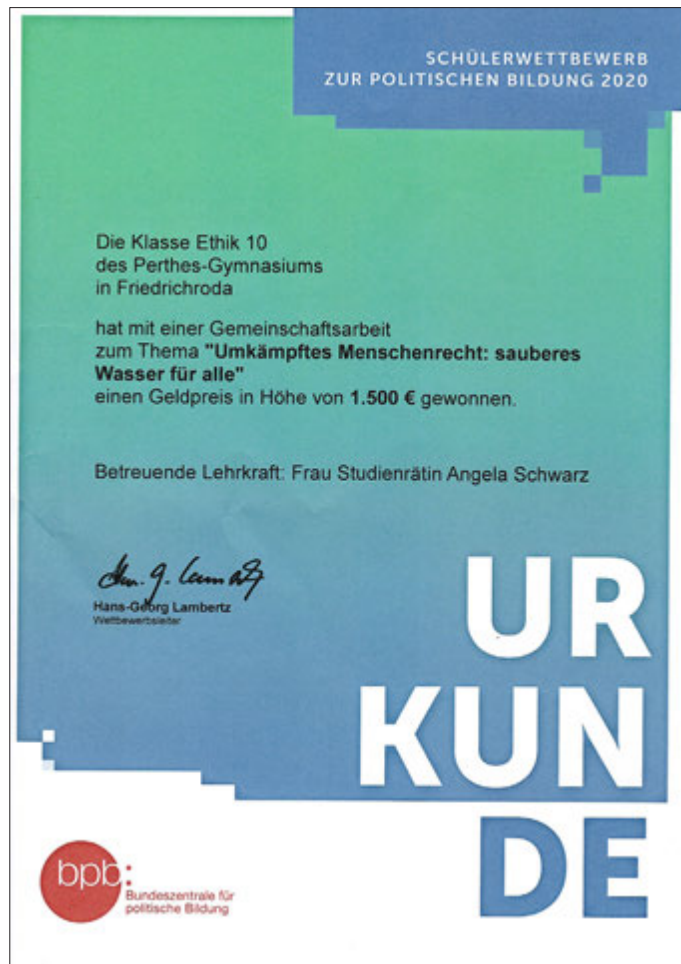 SCHÜLERWETTBEWERB
ZUR POLITISCHEN BILDUNG 2020
Die Klasse Ethik 10
des Perthes-Gymnasiums
in Friedrichroda
hat mit einer Gemeinschaftsarbeit
zum Thema "Umkämpftes Menschenrecht: sauberes
Wasser für alle"
einen Geldpreis in Höhe von 1.500 € gewonnen.
Betreuende Lehrkraft: Frau Studienrätin Angela Schwarz
Hans-Georg Lambertz
Wettbewerbsleiter
UR
KUN
DE
bpb:
Bundeszentrale für
politische Bildung